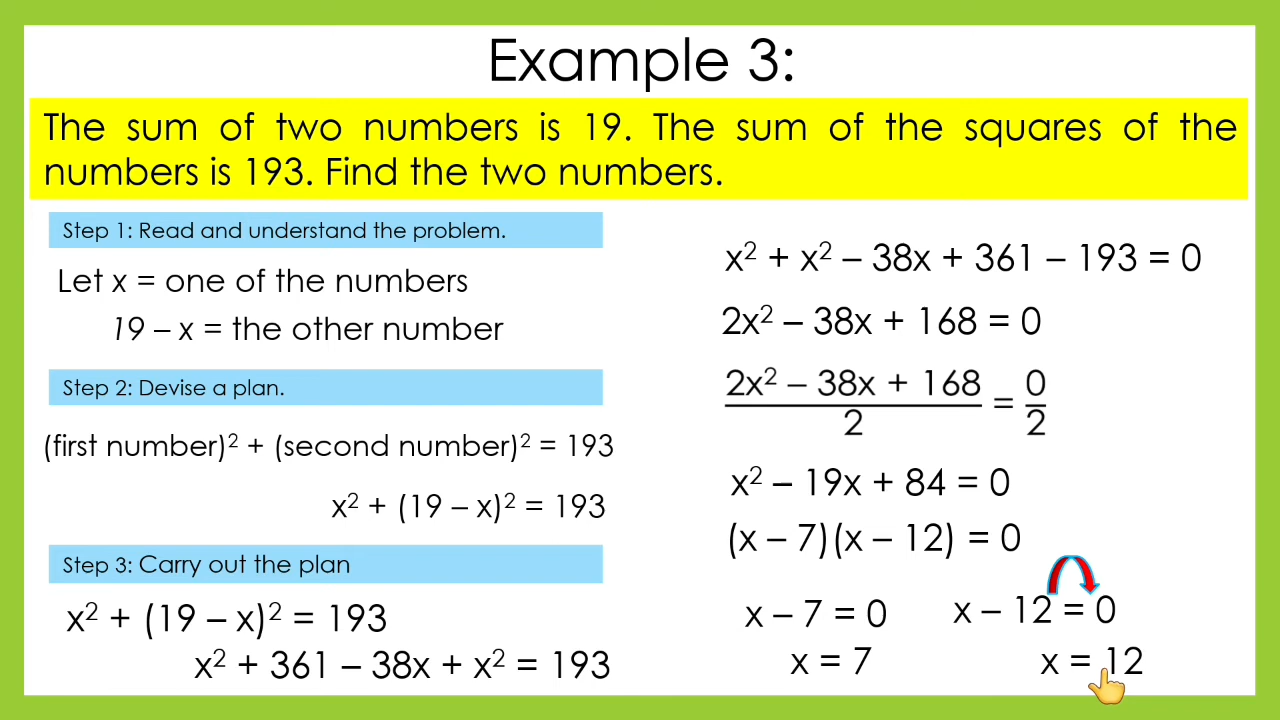 Example 3:
The sum of two numbers is 19. The sum of the squares of the
numbers is 193. Find the two numbers.
Step 1: Read and understand the problem.
Let x = one of the numbers
19 – x = the other number
Step 2: Devise a plan.
(first number)² + (second number)² = 193
x² + (19 – x)² = 193
Step 3: Carry out the plan
x² + (19 – x)² = 193
x² + 361 – 38x + x² = 193
x² + x² – 38x + 361 – 193 = 0
2x² – 38x + 168 = 0
2x² – 38x + 168 / 2 = 0 / 2
x² – 19x + 84 = 0
(x – 7)(x – 12) = 0
x – 7 = 0 x – 12 = 0
x = 7 x = 12